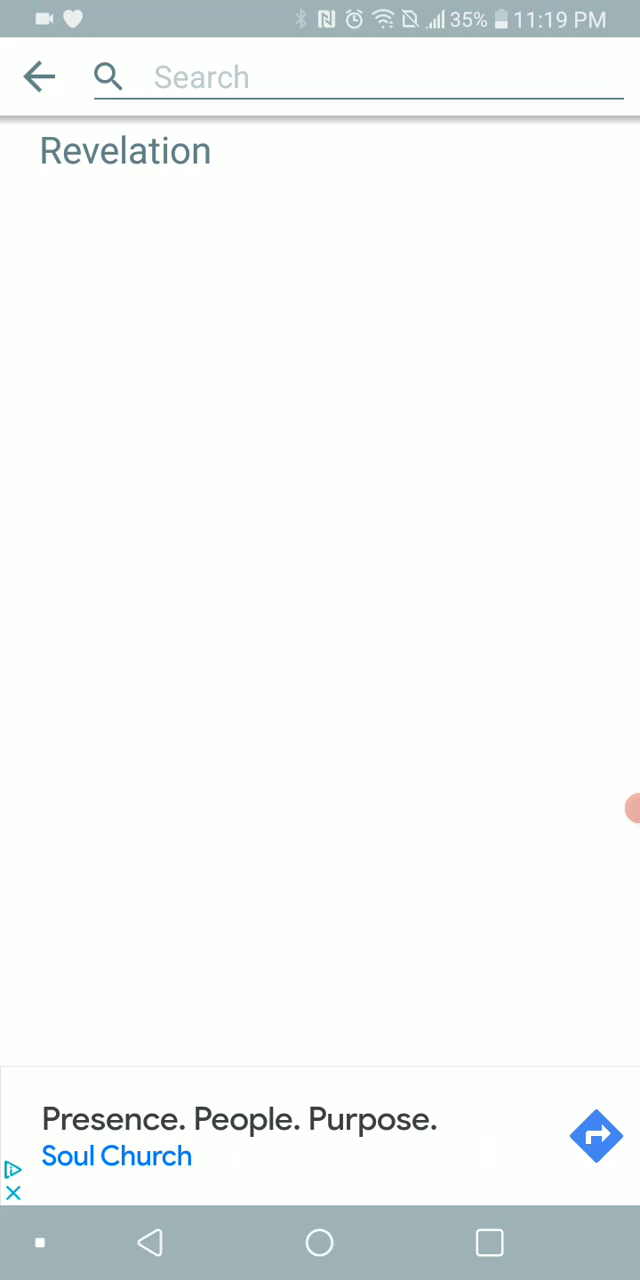 35% 11:19 PM
Search
Revelation
Presence. People. Purpose.
Soul Church